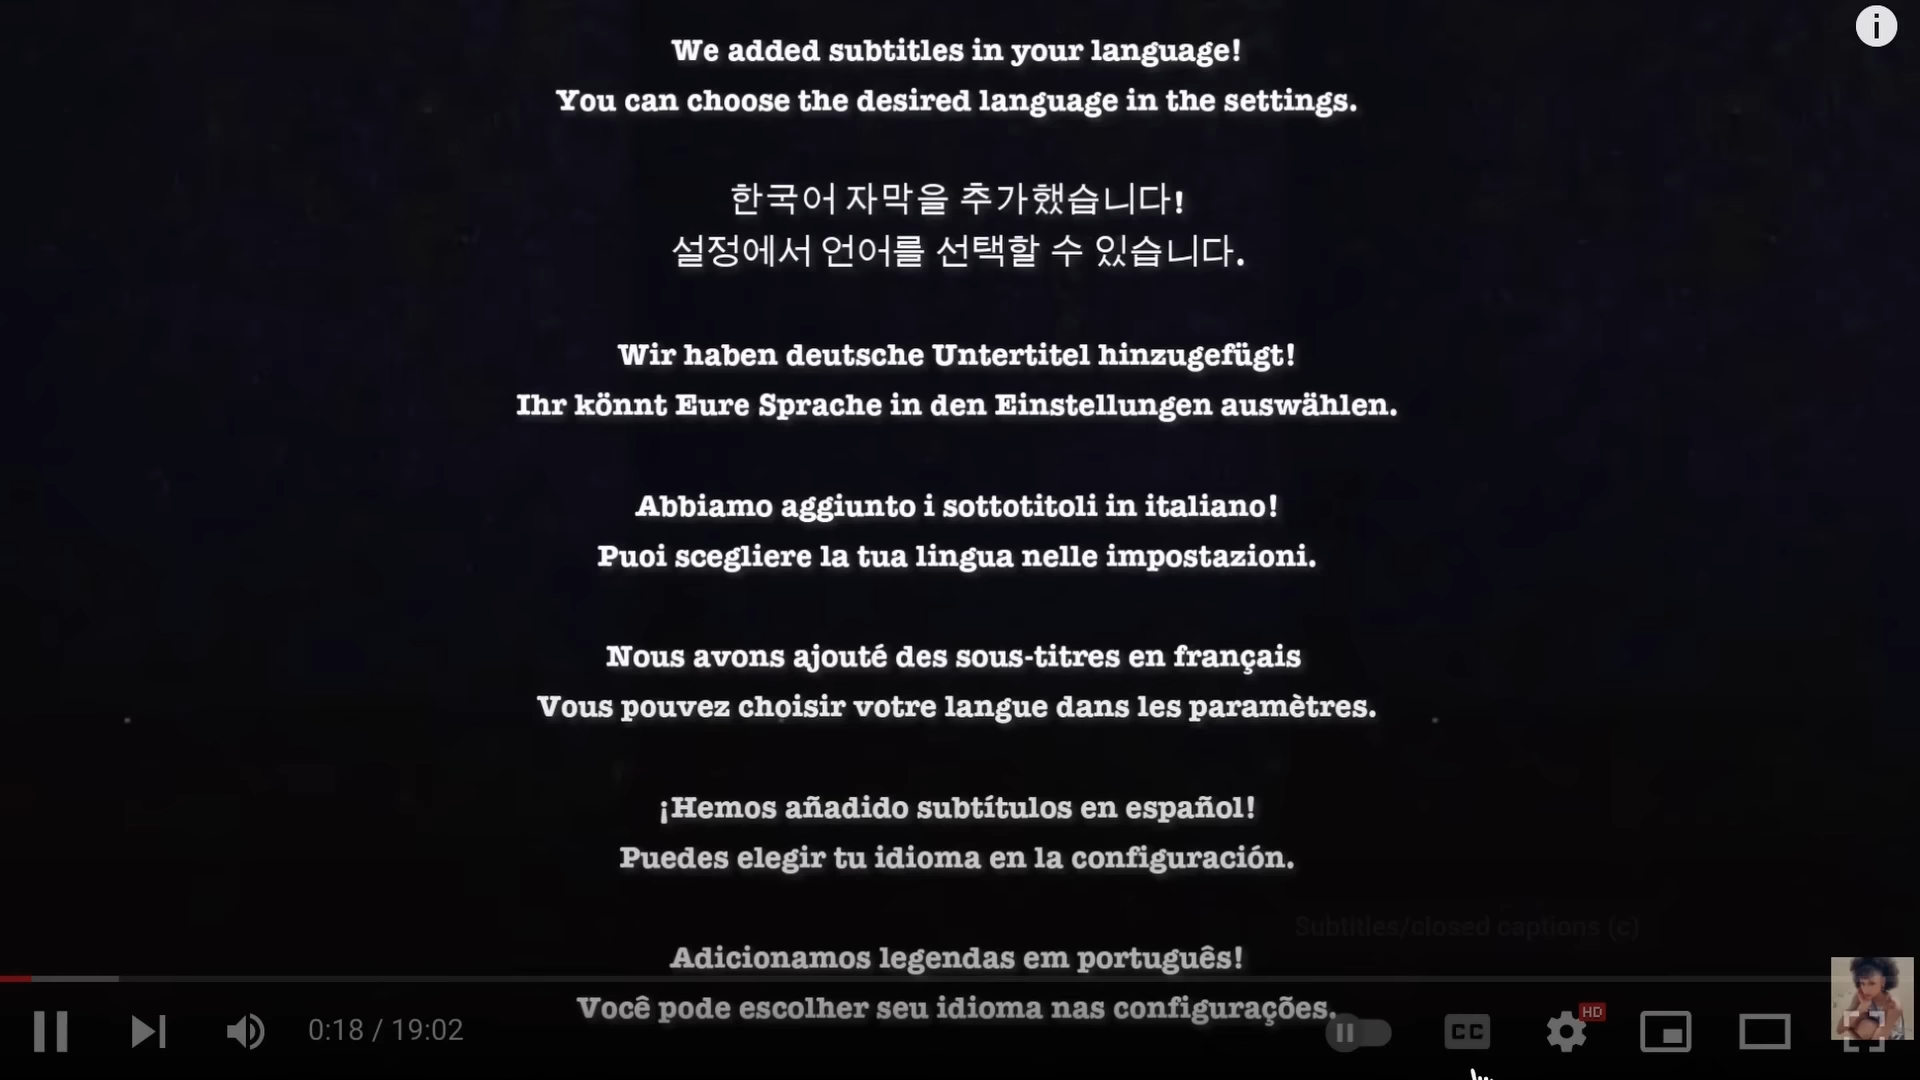 We added subtitles in your language!
You can choose the desired language in the settings.
한국어 자막을 추가했습니다!
설정에서 언어를 선택할 수 있습니다.
Wir haben deutsche Untertitel hinzugefügt!
Ihr könnt Eure Sprache in den Einstellungen auswählen.
Abbiamo aggiunto i sottotitoli in italiano!
Puoi scegliere la tua lingua nelle impostazioni.
Nous avons ajouté des sous-titres en français
Vous pouvez choisir votre langue dans les paramètres.
¡Hemos añadido subtítulos en español!
Puedes elegir tu idioma en la configuración.
Subtitles/closed captions (c)
Adicionamos legendas em português!
Você pode escolher seu idioma nas configurações.
0:18 / 19:02
CC
HD